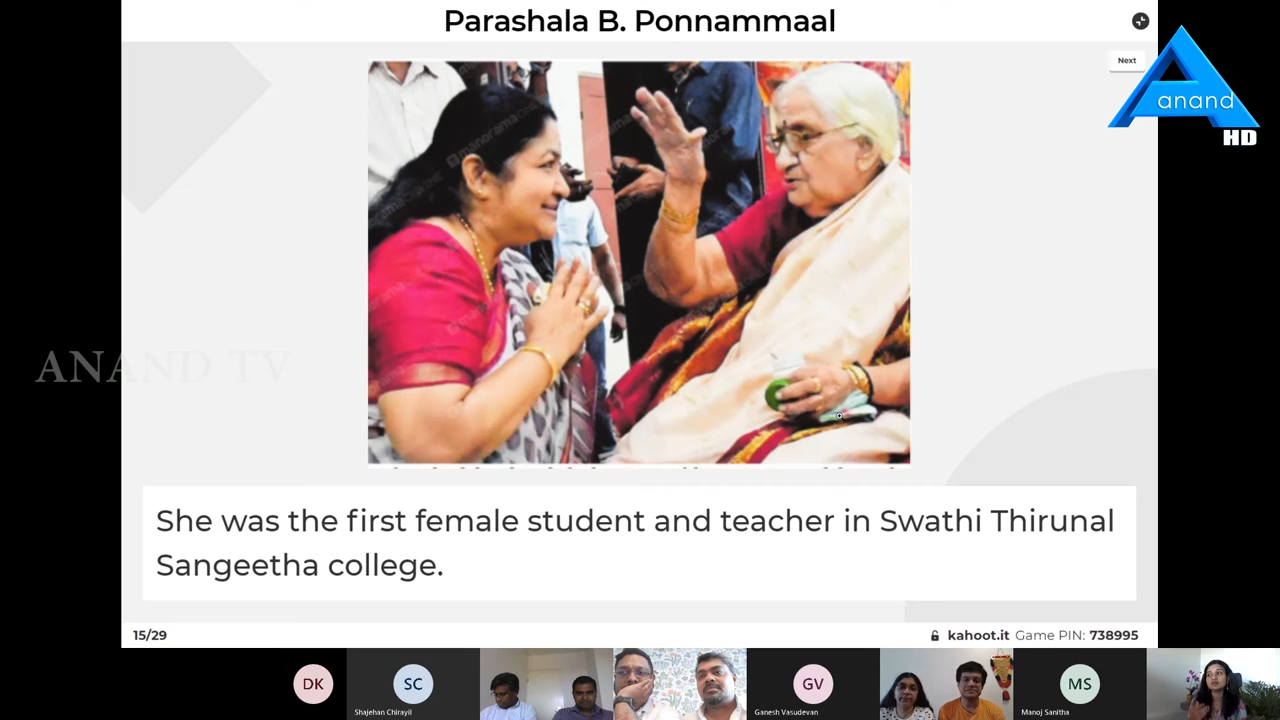 Parashala B. Ponnammaal
Next
anand
HD
ANAND TV
She was the first female student and teacher in Swathi Thirunal
Sangeetha college.
15/29
kahoot.it Game PIN: 738995
DK
SC
GV
MS
Shajehan Chirayil
Ganesh Vasudevan
Manoj Sanitha